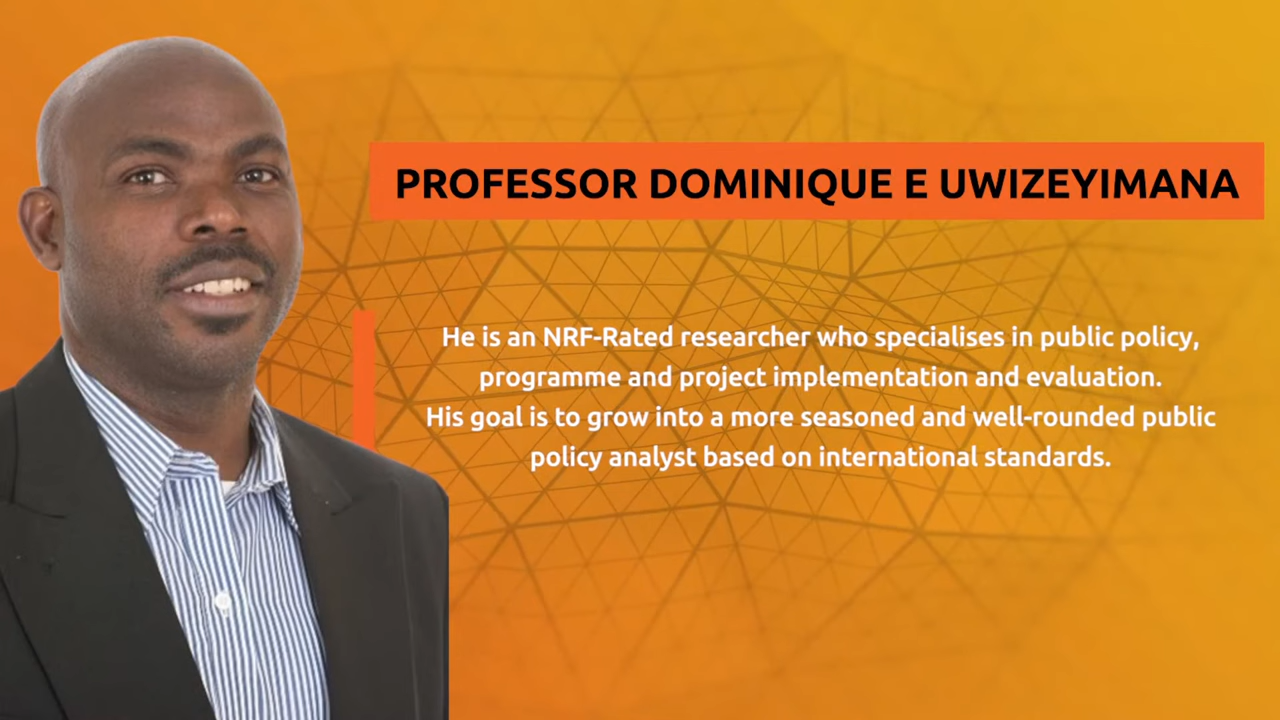 PROFESSOR DOMINIQUE E UWIZEYIMANA
He is an NRF-Rated researcher who specialises in public policy,
programme and project implementation and evaluation.
His goal is to grow into a more seasoned and well-rounded public
policy analyst based on international standards.